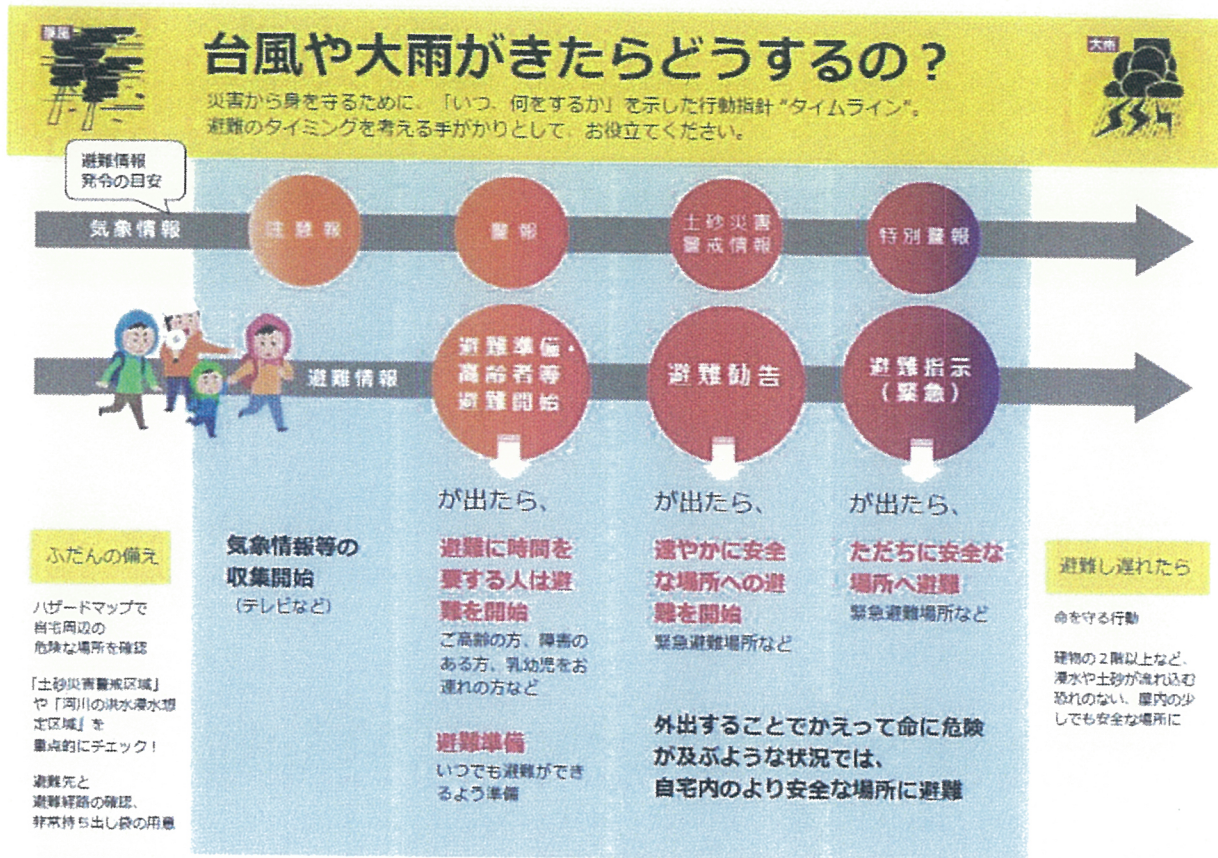 暴風
台風や大雨がきたらどうするの？
大雨
災害から身を守るために、「いつ、何をするか」を示した行動指針“タイムライン”。
避難のタイミングを考える手がかりとして、お役立てください。
避難情報
発令の目安
気象情報
注意報
警報
土砂災害
警戒情報
特別警報
避難情報
避難準備・
高齢者等
避難開始
避難勧告
避難指示
（緊急）
ふだんの備え
ハザードマップで
自宅周辺の
危険な場所を確認
「土砂災害警戒区域」
や「河川の洪水浸水想
定区域」を
重点的にチェック！
避難先と
避難経路の確認、
非常持ち出し袋の用意
気象情報等の
収集開始
（テレビなど）
が出たら、
避難に時間を
要する人は避
難を開始
ご高齢の方、障害の
ある方、乳幼児をお
連れの方など
避難準備
いつでも避難ができ
るよう準備
が出たら、
速やかに安全
な場所への避
難を開始
緊急避難場所など
が出たら、
ただちに安全な
場所へ避難
緊急避難場所など
外出することでかえって命に危険
が及ぶような状況では、
自宅内のより安全な場所に避難
避難し遅れたら
命を守る行動
建物の２階以上など、
浸水や土砂が流れ込む
恐れのない、屋内の少
しでも安全な場所に